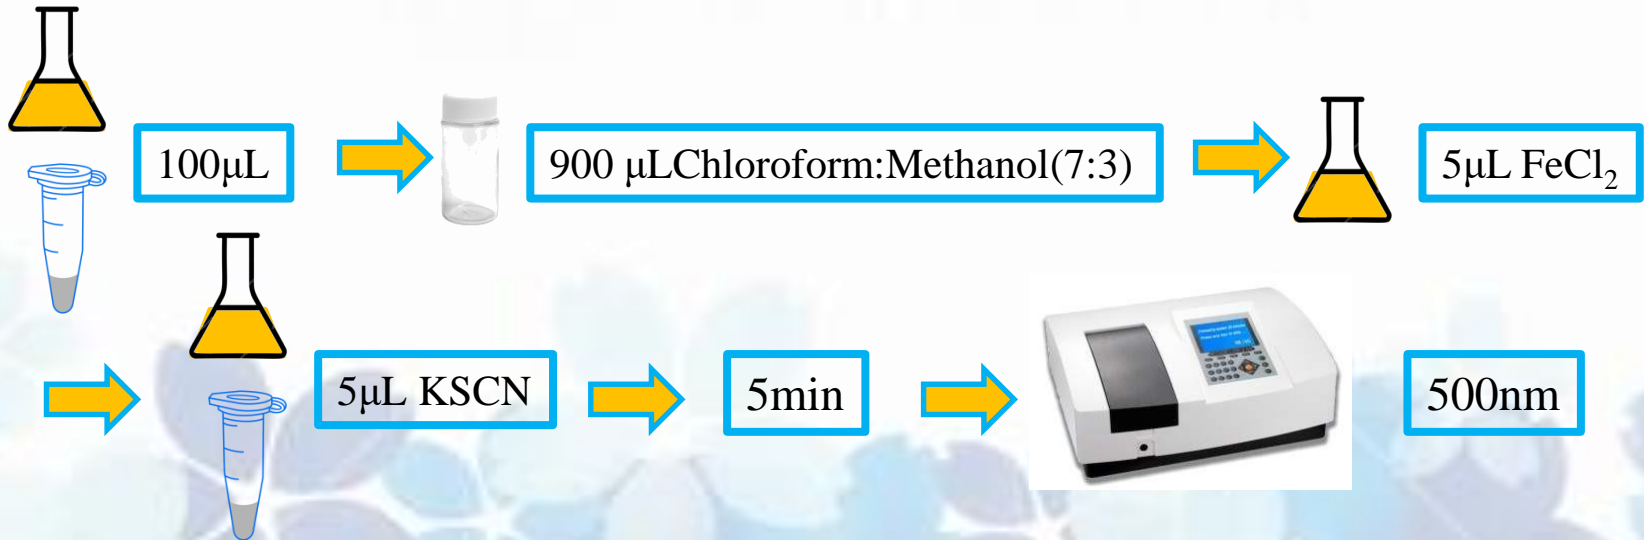 100μL
900 μLChloroform:Methanol(7:3)
5μL FeCl₂
5μL KSCN
5min
500nm